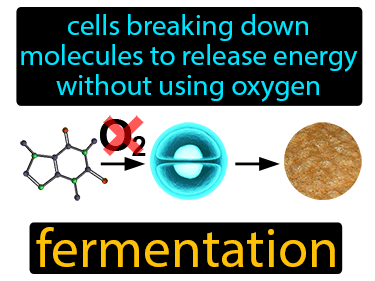 cells breaking down
molecules to release energy
without using oxygen
O2
fermentation